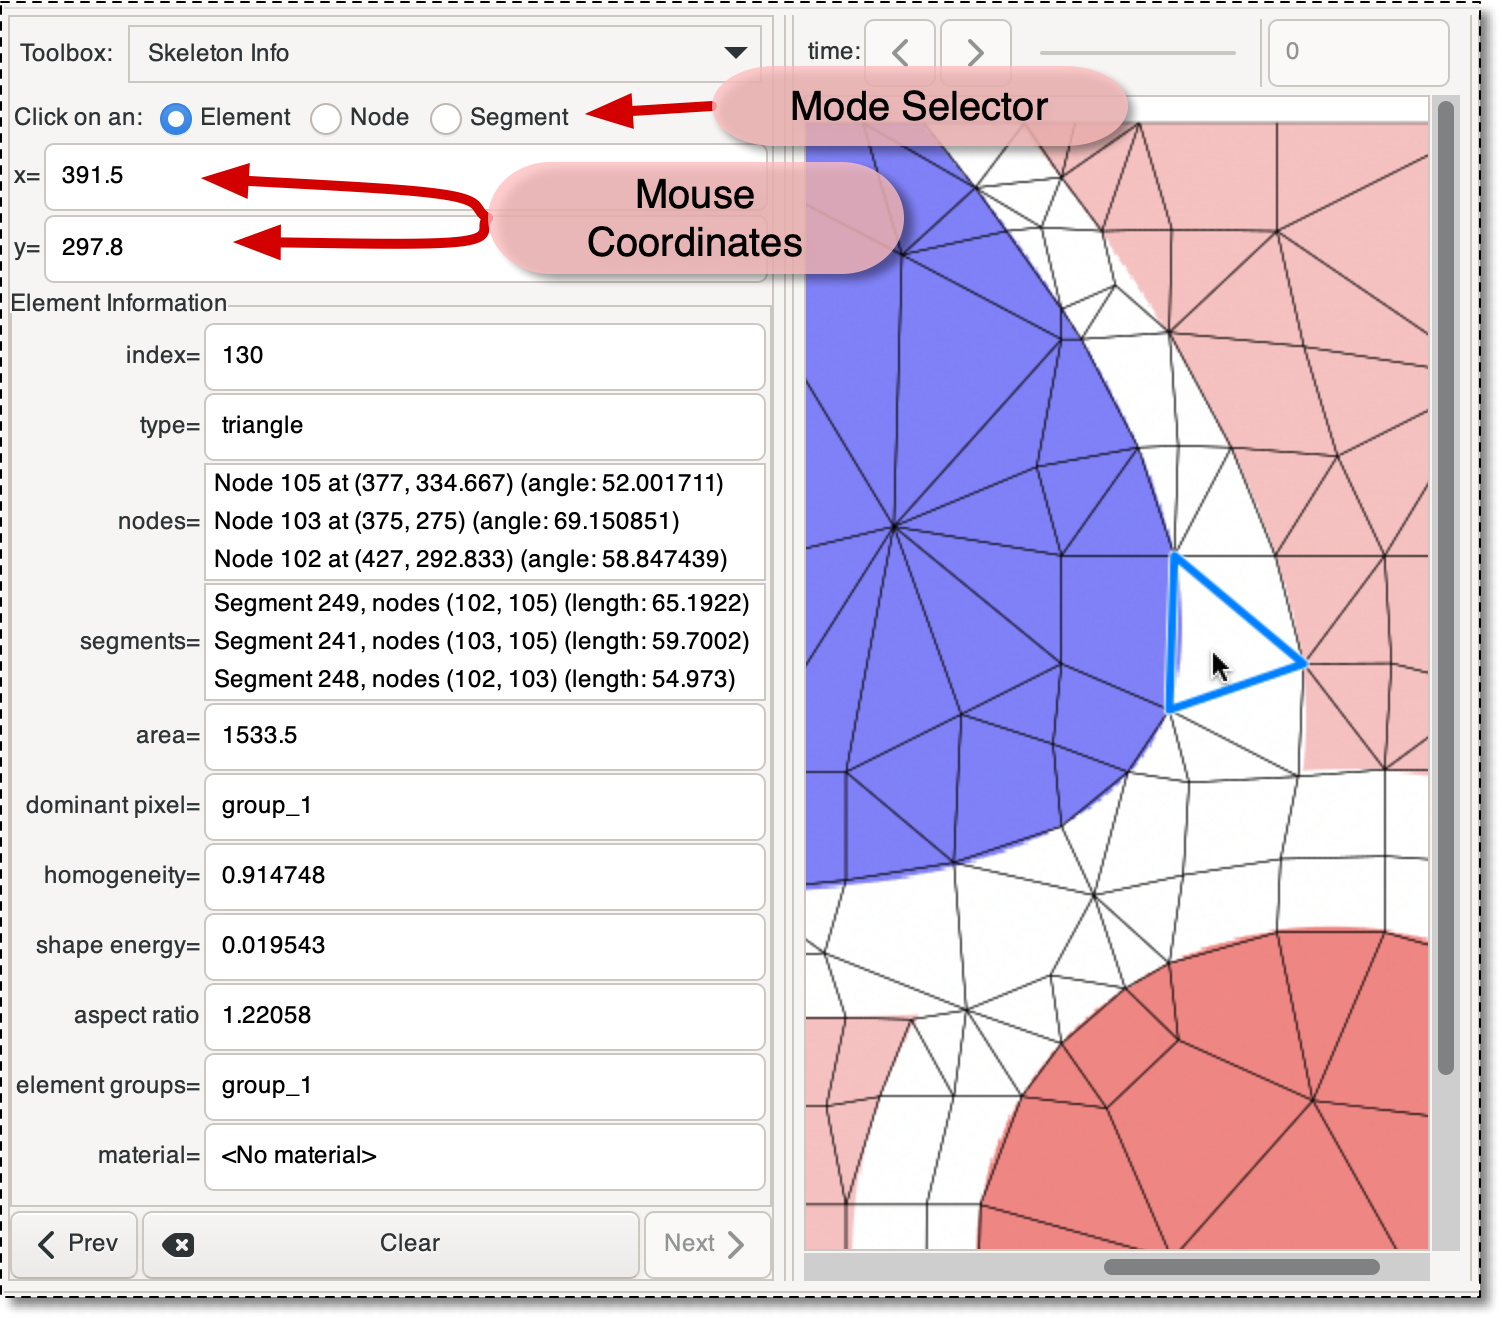 Toolbox: Skeleton Info
time: 0
Click on an: Element Node Segment
Mode Selector
x= 391.5
Mouse
Coordinates
y= 297.8
Element Information
index= 130
type= triangle
nodes=
Node 105 at (377, 334.667) (angle: 52.001711)
Node 103 at (375, 275) (angle: 69.150851)
Node 102 at (427, 292.833) (angle: 58.847439)
segments=
Segment 249, nodes (102, 105) (length: 65.1922)
Segment 241, nodes (103, 105) (length: 59.7002)
Segment 248, nodes (102, 103) (length: 54.973)
area= 1533.5
dominant pixel= group_1
homogeneity= 0.914748
shape energy= 0.019543
aspect ratio 1.22058
element groups= group_1
material= <No material>
Prev Clear Next